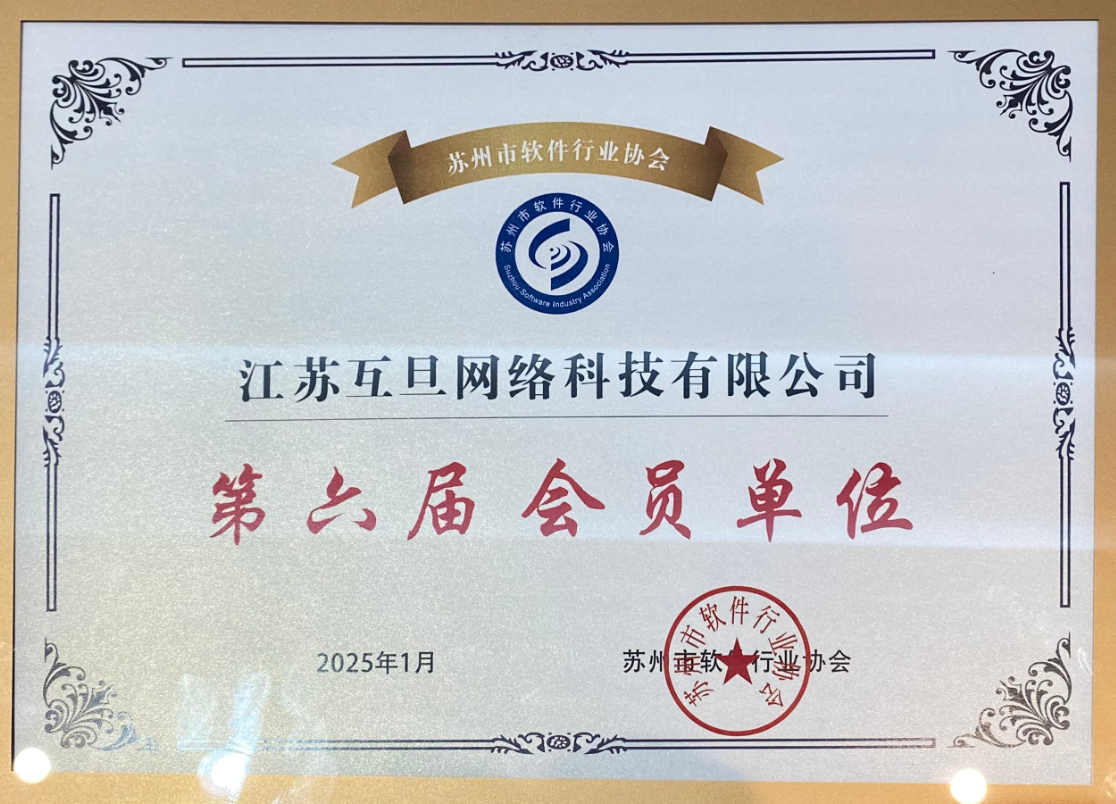 苏州市软件行业协会
苏州市软件行业协会
Suzhou Software Industry Association
江苏互旦网络科技有限公司
第六届会员单位
2025年1月
苏州市软件行业协会
苏州市软件行业协会